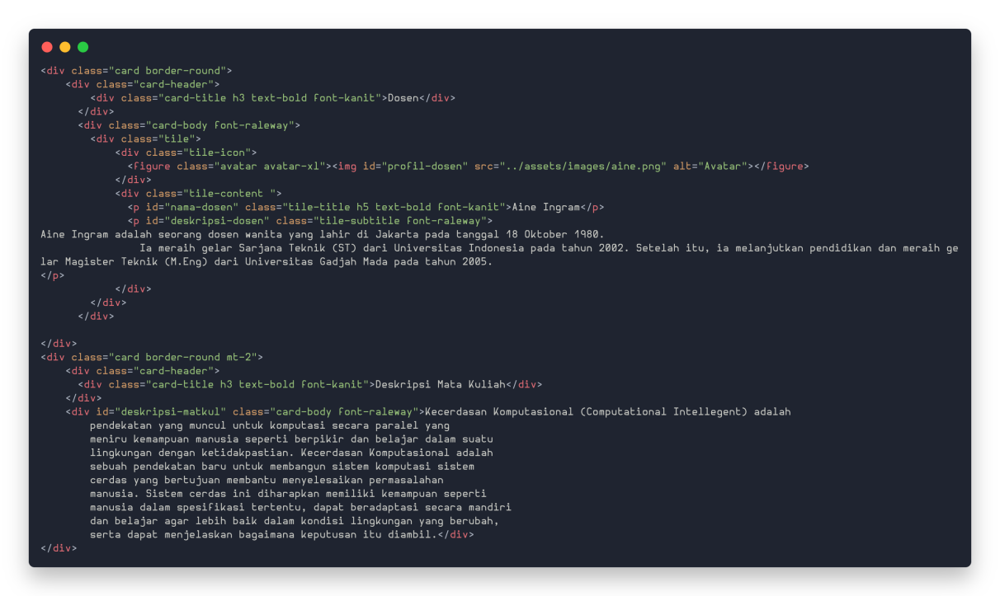 <div class="card border-round">
    <div class="card-header">
        <div class="card-title h3 text-bold font-kanit">Dosen</div>
      </div>
      <div class="card-body font-raleway">
        <div class="tile">
            <div class="tile-icon">
              <figure class="avatar avatar-xl"><img id="profil-dosen" src="../assets/images/aine.png" alt="Avatar"></figure>
            </div>
            <div class="tile-content ">
              <p id="nama-dosen" class="tile-title h5 text-bold font-kanit">Aine Ingram</p>
              <p id="deskripsi-dosen" class="tile-subtitle font-raleway">
Aine Ingram adalah seorang dosen wanita yang lahir di Jakarta pada tanggal 18 Oktober 1980.
                Ia meraih gelar Sarjana Teknik (ST) dari Universitas Indonesia pada tahun 2002. Setelah itu, ia melanjutkan pendidikan dan meraih ge
lar Magister Teknik (M.Eng) dari Universitas Gadjah Mada pada tahun 2005.
</p>
            </div>
        </div>
      </div>

</div>
<div class="card border-round mt-2">
    <div class="card-header">
      <div class="card-title h3 text-bold font-kanit">Deskripsi Mata Kuliah</div>
    </div>
    <div id="deskripsi-matkul" class="card-body font-raleway">Kecerdasan Komputasional (Computational Intellegent) adalah
        pendekatan yang muncul untuk komputasi secara paralel yang
        meniru kemampuan manusia seperti berpikir dan belajar dalam suatu
        lingkungan dengan ketidakpastian. Kecerdasan Komputasional adalah
        sebuah pendekatan baru untuk membangun sistem komputasi sistem
        cerdas yang bertujuan membantu menyelesaikan permasalahan
        manusia. Sistem cerdas ini diharapkan memiliki kemampuan seperti
        manusia dalam spesifikasi tertentu, dapat beradaptasi secara mandiri
        dan belajar agar lebih baik dalam kondisi lingkungan yang berubah,
        serta dapat menjelaskan bagaimana keputusan itu diambil.</div>
</div>